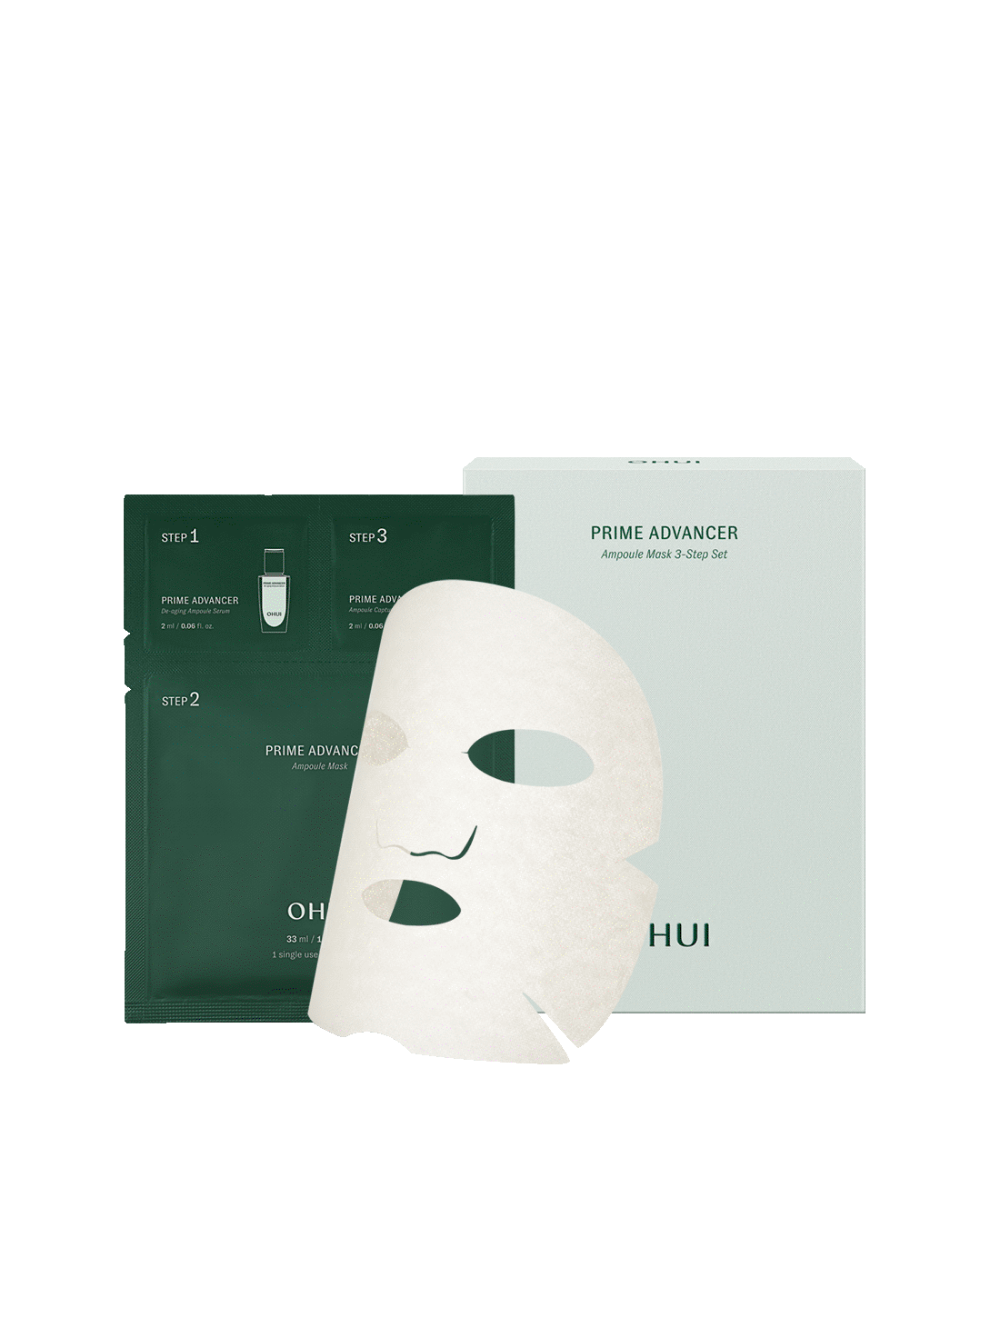 OHUI
PRIME ADVANCER
Ampoule Mask 3-Step Set
HUI
STEP 1
PRIME ADVANCER
De-aging Ampoule Serum
2 ml / 0.06 fl. oz.
PRIME ADVANCER
OHUI
STEP 3
PRIME ADV
Ampoule Captu
2 ml / 0.06
STEP 2
PRIME ADVANC
Ampoule Mask
OH
33 ml / 1
1 single use